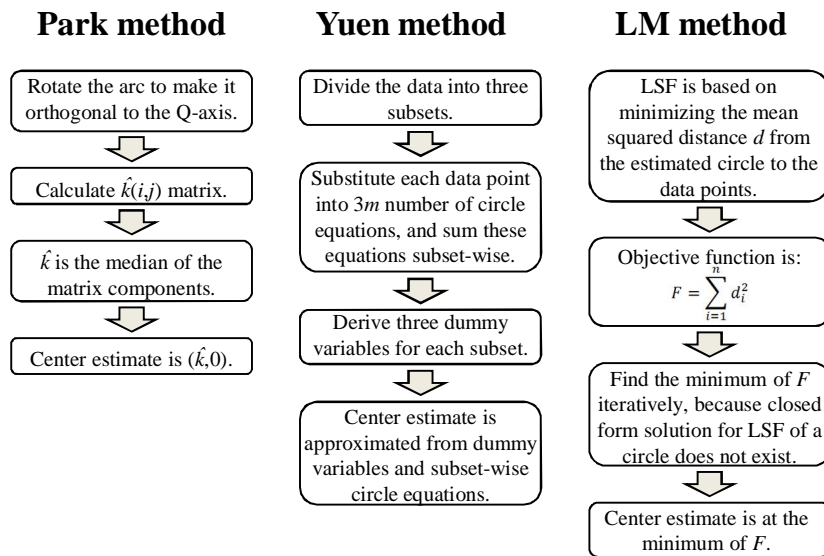 Park method
Rotate the arc to make it
orthogonal to the Q-axis.
Calculate k̂(i,j) matrix.
k̂ is the median of the
matrix components.
Center estimate is (k̂,0).
Yuen method
Divide the data into three
subsets.
Substitute each data point
into 3m number of circle
equations, and sum these
equations subset-wise.
Derive three dummy
variables for each subset.
Center estimate is
approximated from dummy
variables and subset-wise
circle equations.
LM method
LSF is based on
minimizing the mean
squared distance d from
the estimated circle to the
data points.
Objective function is:
F = ∑_{i=1}^{n} d_i^2
Find the minimum of F
iteratively, because closed
form solution for LSF of a
circle does not exist.
Center estimate is at the
minimum of F.